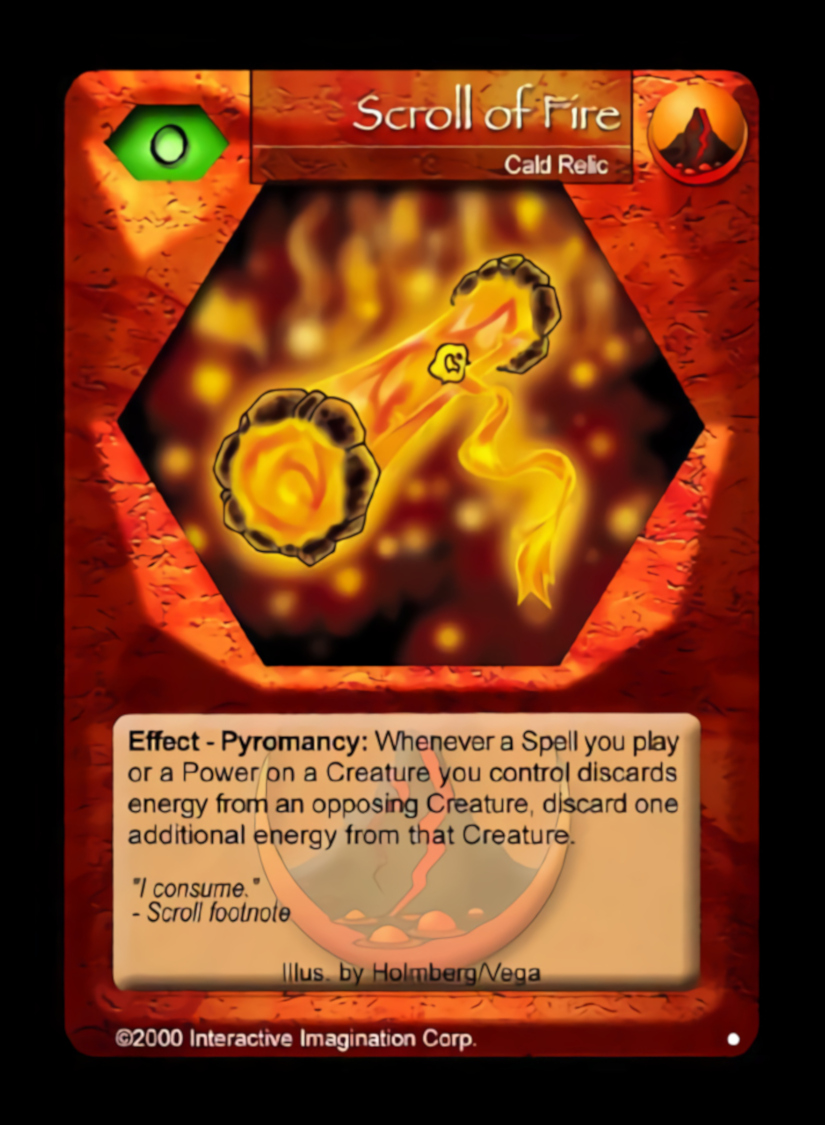 Scroll of Fire
0
Cald Relic
Effect - Pyromancy: Whenever a Spell you play
or a Power on a Creature you control discards
energy from an opposing Creature, discard one
additional energy from that Creature.
"I consume."
- Scroll footnote
Illus. by Holmberg/Vega
©2000 Interactive Imagination Corp.